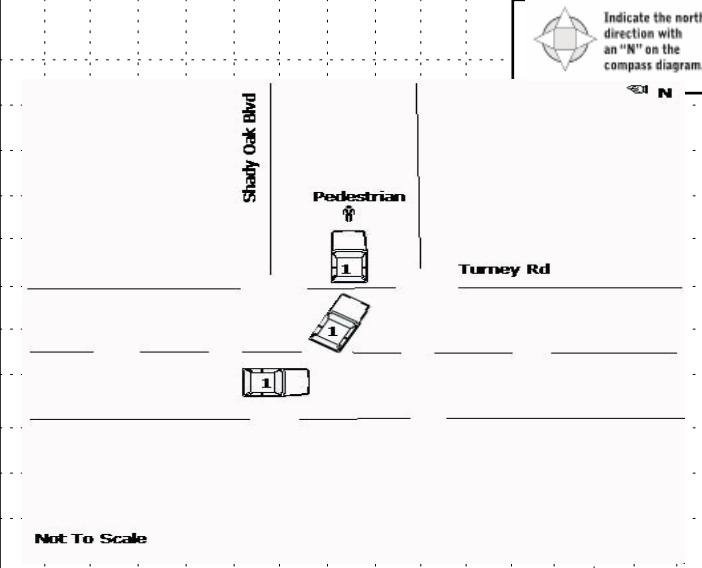 Indicate the north
direction with
an "N" on the
compass diagram.
N
Shady Oak Blvd
Pedestrian
1
Turney Rd
1
1
Not To Scale